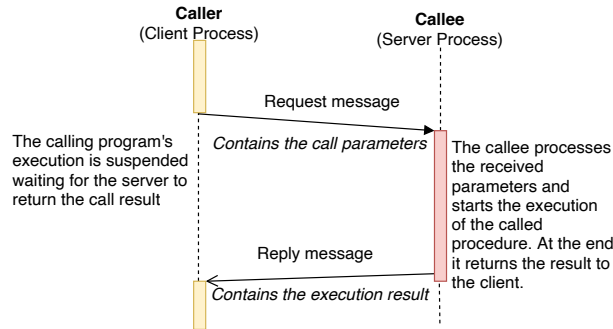 Caller
(Client Process)
Callee
(Server Process)
Request message
Contains the call parameters
The calling program's
execution is suspended
waiting for the server to
return the call result
The callee processes
the received
parameters and
starts the execution
of the called
procedure. At the end
it returns the result to
the client.
Reply message
Contains the execution result